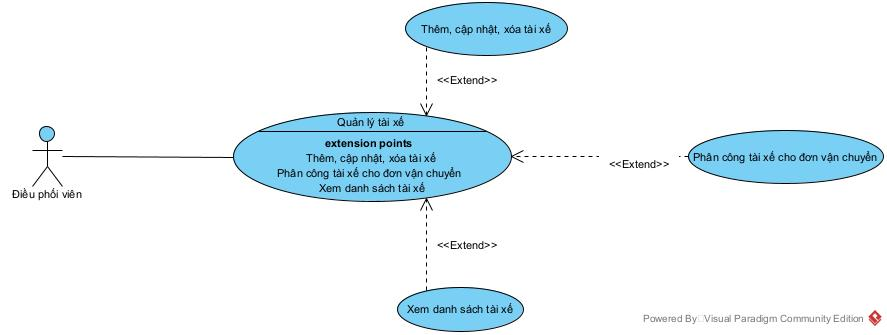 Thêm, cập nhật, xóa tài xế
<<Extend>>
Quản lý tài xế
extension points
Thêm, cập nhật, xóa tài xế
Phân công tài xế cho đơn vận chuyển
Xem danh sách tài xế
<<Extend>>
Phân công tài xế cho đơn vận chuyển
Điều phối viên
<<Extend>>
Xem danh sách tài xế
Powered By Visual Paradigm Community Edition